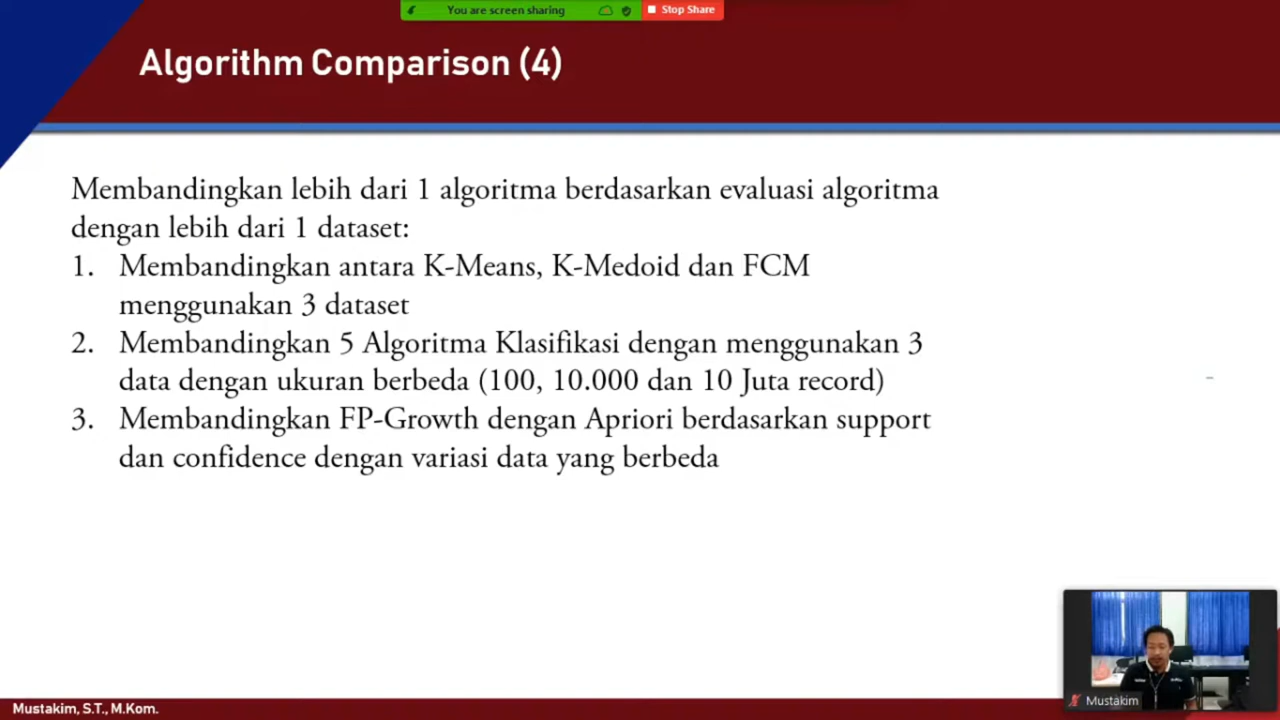 You are screen sharing
Stop Share
Algorithm Comparison (4)
Membandingkan lebih dari 1 algoritma berdasarkan evaluasi algoritma
dengan lebih dari 1 dataset:
1. Membandingkan antara K-Means, K-Medoid dan FCM
menggunakan 3 dataset
2. Membandingkan 5 Algoritma Klasifikasi dengan menggunakan 3
data dengan ukuran berbeda (100, 10.000 dan 10 Juta record)
3. Membandingkan FP-Growth dengan Apriori berdasarkan support
dan confidence dengan variasi data yang berbeda
Mustakim
Mustakim, S.T., M.Kom.